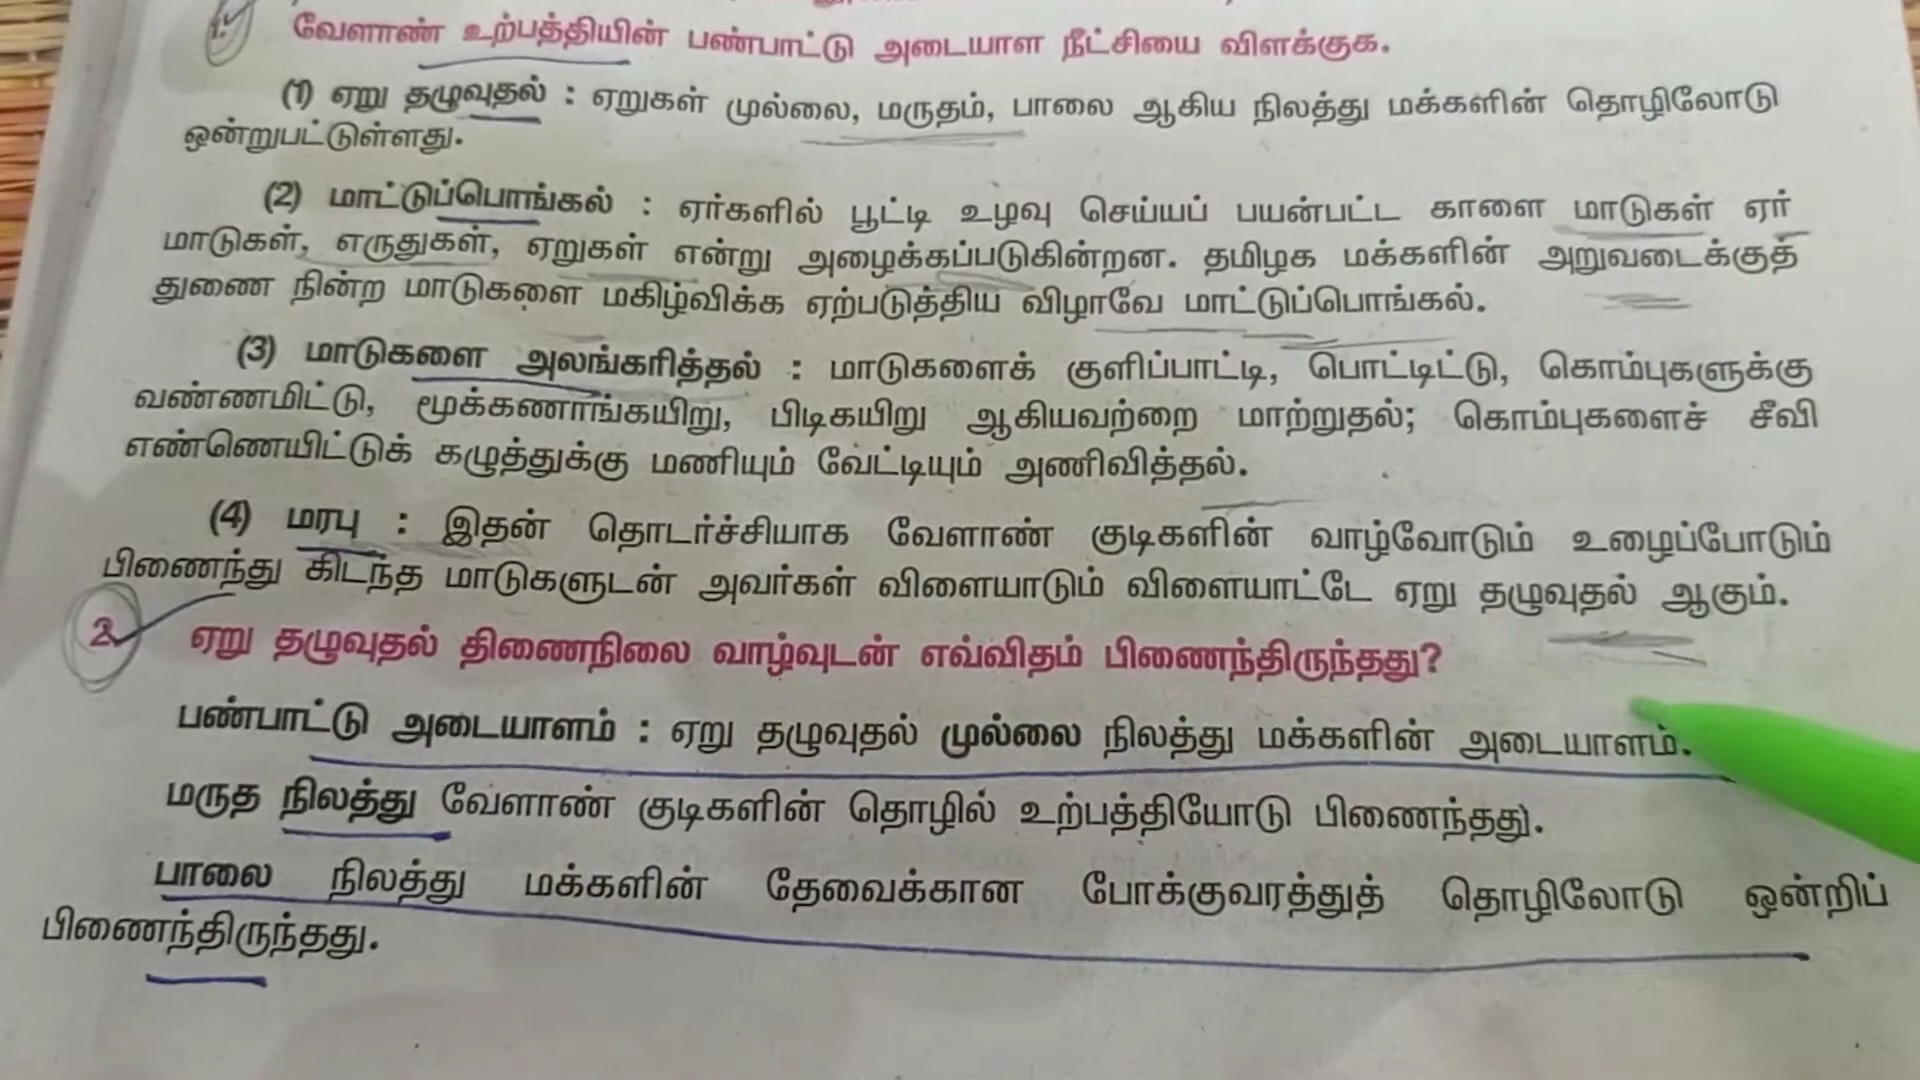 1. வேளாண் உற்பத்தியின் பண்பாட்டு அடையாள நீட்சியை விளக்குக.
(1) ஏறு தழுவுதல் : ஏறுகள் முல்லை, மருதம், பாலை ஆகிய நிலத்து மக்களின் தொழிலோடு
ஒன்றுபட்டுள்ளது.
(2) மாட்டுப்பொங்கல் : ஏர்களில் பூட்டி உழவு செய்யப் பயன்பட்ட காளை மாடுகள் ஏர்
மாடுகள், எருதுகள், ஏறுகள் என்று அழைக்கப்படுகின்றன. தமிழக மக்களின் அறுவடைக்குத்
துணை நின்ற மாடுகளை மகிழ்விக்க ஏற்படுத்திய விழாவே மாட்டுப்பொங்கல்.
(3) மாடுகளை அலங்கரித்தல் : மாடுகளைக் குளிப்பாட்டி, பொட்டிட்டு, கொம்புகளுக்கு
வண்ணமிட்டு, மூக்கணாங்கயிறு, பிடிகயிறு ஆகியவற்றை மாற்றுதல்; கொம்புகளைச் சீவி
எண்ணெயிட்டுக் கழுத்துக்கு மணியும் வேட்டியும் அணிவித்தல்.
(4) மரபு : இதன் தொடர்ச்சியாக வேளாண் குடிகளின் வாழ்வோடும் உழைப்போடும்
பிணைந்து கிடந்த மாடுகளுடன் அவர்கள் விளையாடும் விளையாட்டே ஏறு தழுவுதல் ஆகும்.
2. ஏறு தழுவுதல் திணைநிலை வாழ்வுடன் எவ்விதம் பிணைந்திருந்தது?
பண்பாட்டு அடையாளம் : ஏறு தழுவுதல் முல்லை நிலத்து மக்களின் அடையாளம்.
மருத நிலத்து வேளாண் குடிகளின் தொழில் உற்பத்தியோடு பிணைந்தது.
பாலை நிலத்து மக்களின் தேவைக்கான போக்குவரத்துத் தொழிலோடு ஒன்றிப்
பிணைந்திருந்தது.